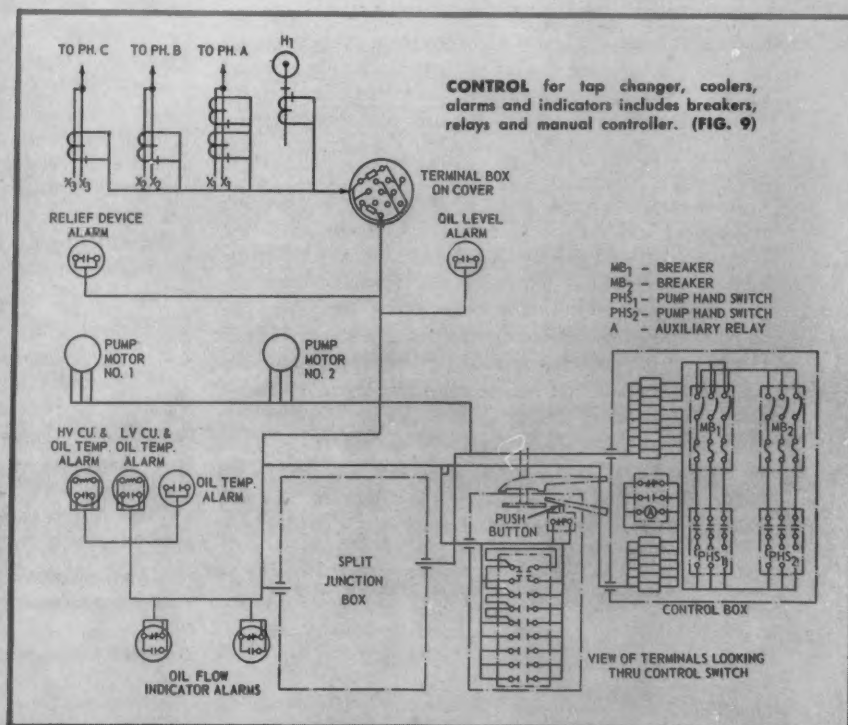 TO PH. C TO PH. B TO PH. A H1
CONTROL for tap changer, coolers,
alarms and indicators includes breakers,
relays and manual controller. (FIG. 9)
X3 X3 X2 X2 X1 X1
TERMINAL BOX
ON COVER
RELIEF DEVICE
ALARM
OIL LEVEL
ALARM
MB1 - BREAKER
MB2 - BREAKER
PHS1 - PUMP HAND SWITCH
PHS2 - PUMP HAND SWITCH
A - AUXILIARY RELAY
PUMP
MOTOR
NO. 1
PUMP
MOTOR
NO. 2
HV CU. &
OIL TEMP.
ALARM
LV CU. &
OIL TEMP.
ALARM
OIL TEMP.
ALARM
MB1
MB2
A
PUSH
BUTTON
SPLIT
JUNCTION
BOX
PHS1
PHS2
CONTROL BOX
OIL FLOW
INDICATOR ALARMS
VIEW OF TERMINALS LOOKING
THRU CONTROL SWITCH